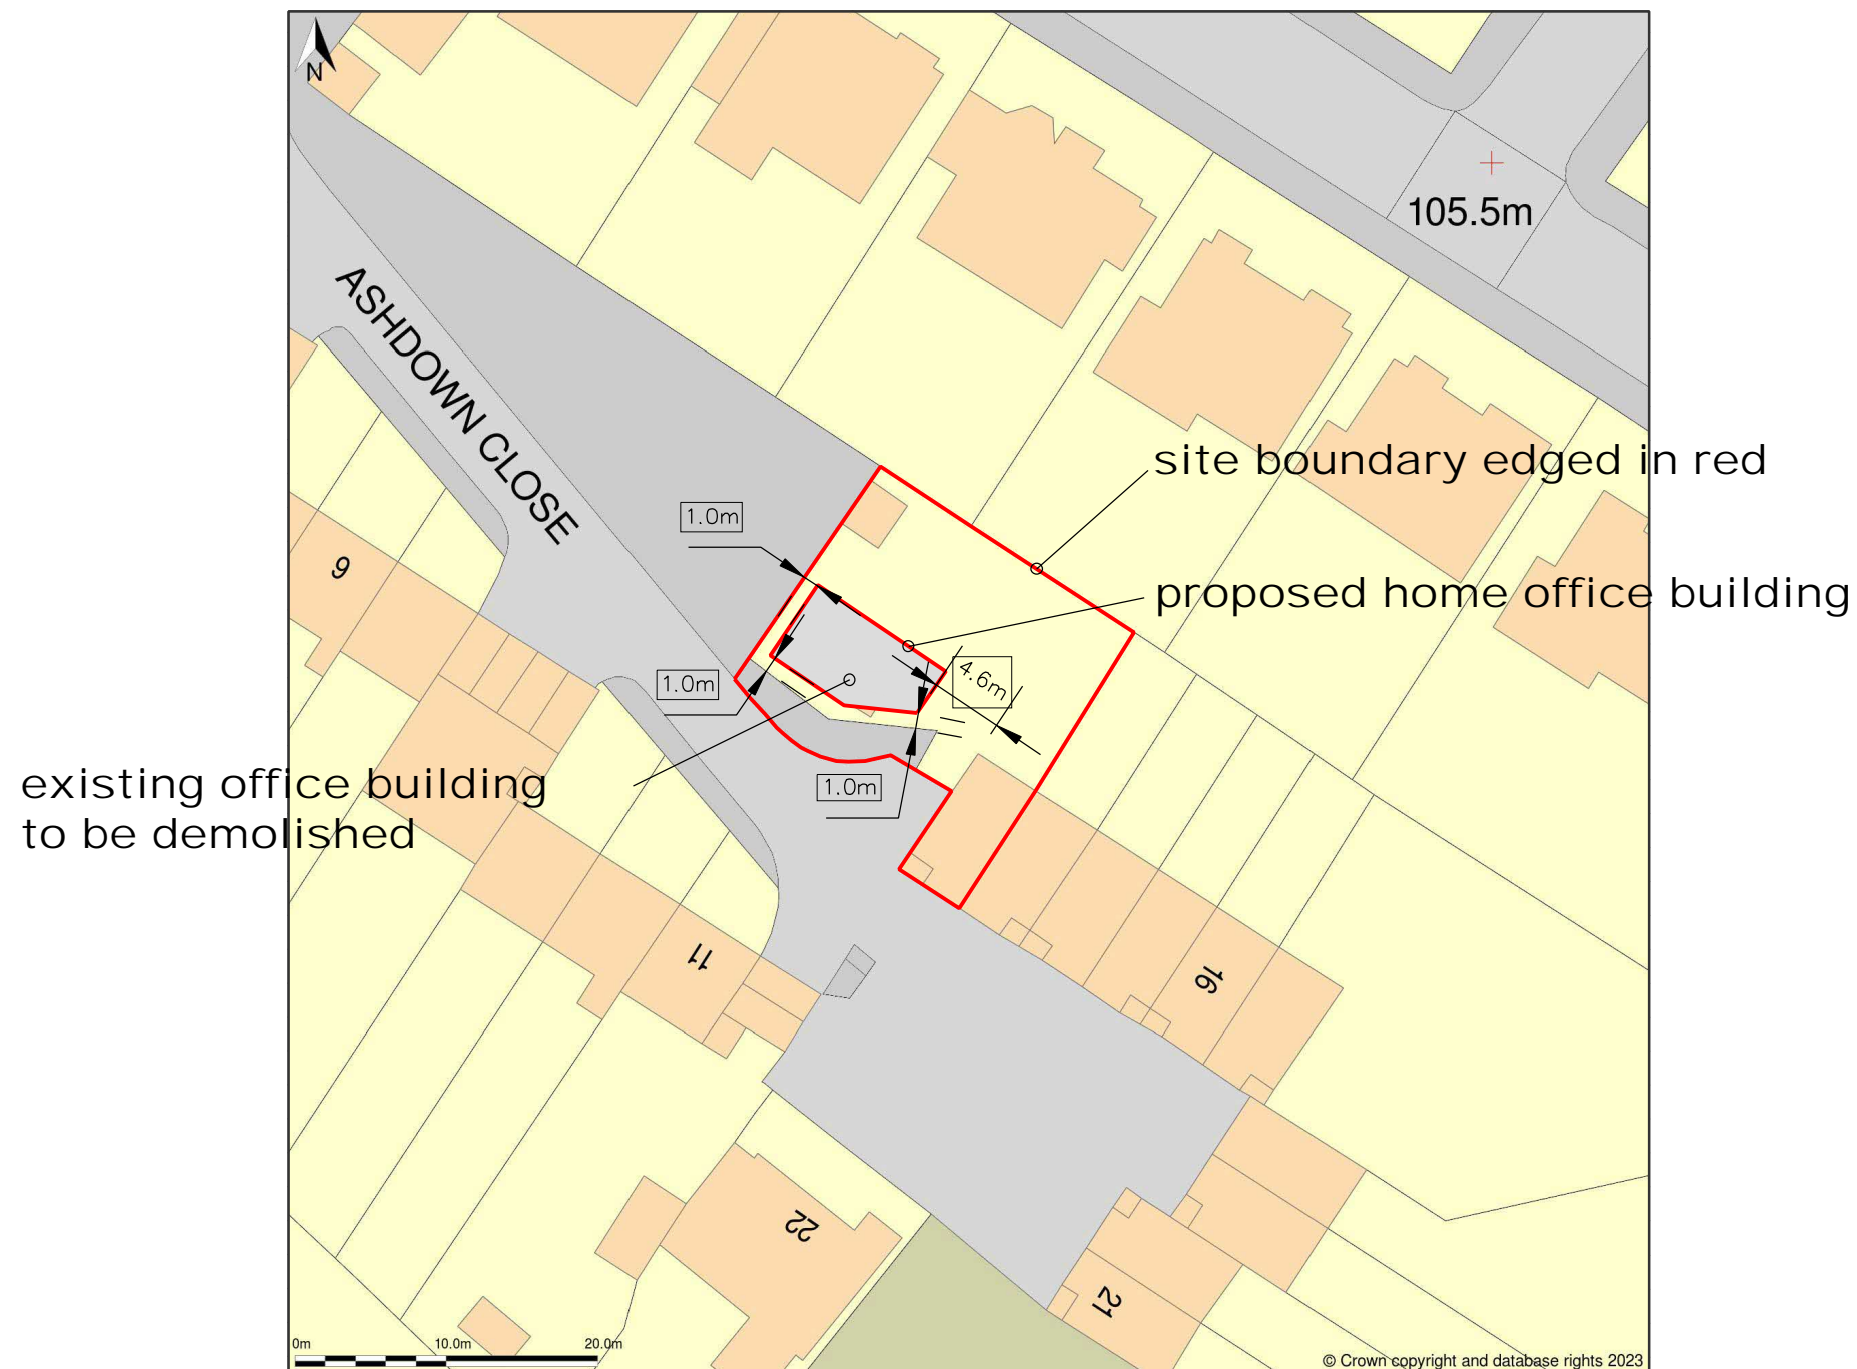 N
105.5m
ASHDOWN CLOSE
site boundary edged in red
1.0m
9
proposed home office building
1.0m
4.6m
existing office building
to be demolished
1.0m
11
16
22
21
0m 10.0m 20.0m
© Crown copyright and database rights 2023